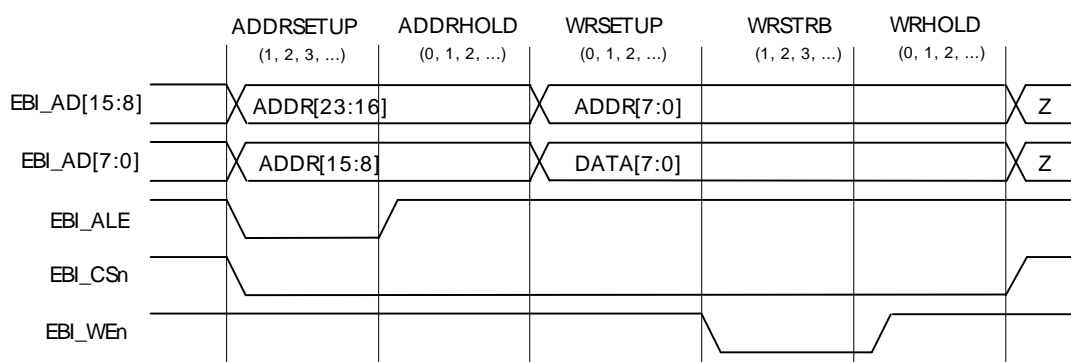 ADDRSETUP ADDRHOLD WRSETUP WRSTRB WRHOLD
(1, 2, 3, ...) (0, 1, 2, ...) (0, 1, 2, ...) (1, 2, 3, ...) (0, 1, 2, ...)
EBI_AD[15:8] ADDR[23:16] ADDR[7:0] Z
EBI_AD[7:0] ADDR[15:8] DATA[7:0] Z
EBI_ALE
EBI_CSn
EBI_WEn